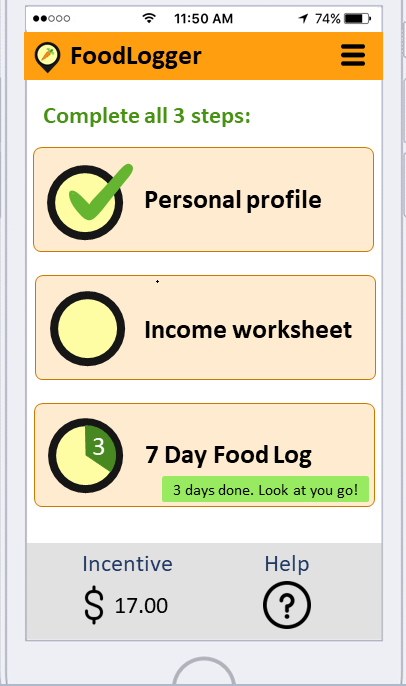 11:50 AM
74%
FoodLogger
Complete all 3 steps:
Personal profile
Income worksheet
3
7 Day Food Log
3 days done. Look at you go!
Incentive
Help
$ 17.00
?